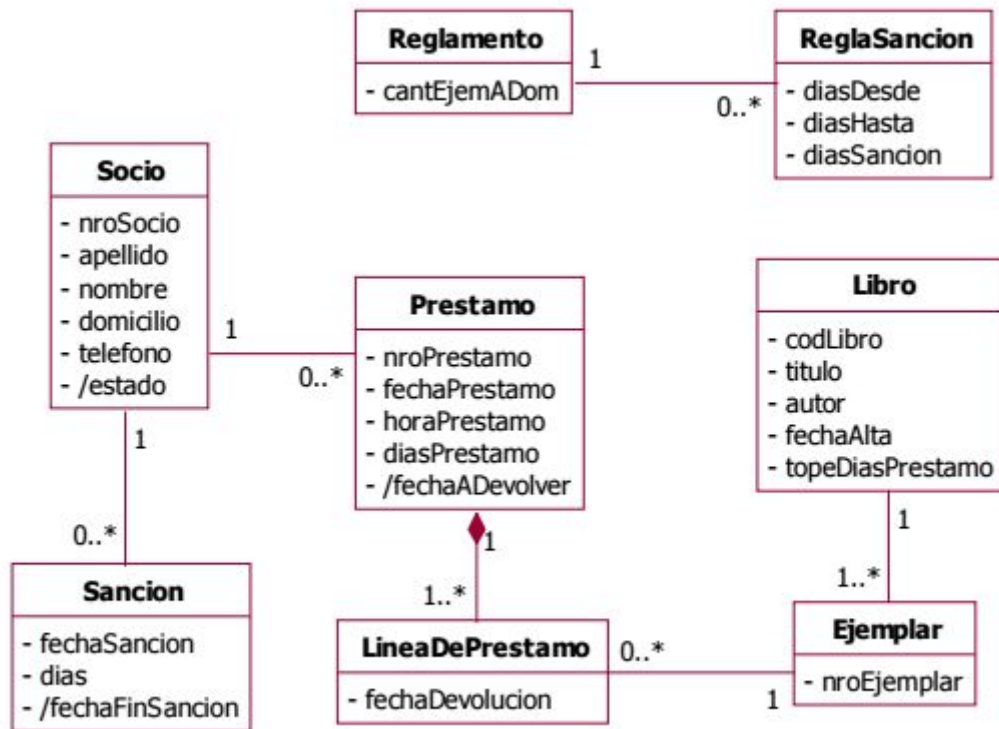 Reglamento
- cantEjemADom
1
0..*
ReglaSancion
- diasDesde
- diasHasta
- diasSancion
Socio
- nroSocio
- apellido
- nombre
- domicilio
- telefono
- /estado
1
0..*
Prestamo
- nroPrestamo
- fechaPrestamo
- horaPrestamo
- diasPrestamo
- /fechaADevolver
Libro
- codLibro
- titulo
- autor
- fechaAlta
- topeDiasPrestamo
1
0..*
1
1..*
1
1..*
Sancion
- fechaSancion
- dias
- /fechaFinSancion
LineaDePrestamo
- fechaDevolucion
0..*
1
Ejemplar
- nroEjemplar